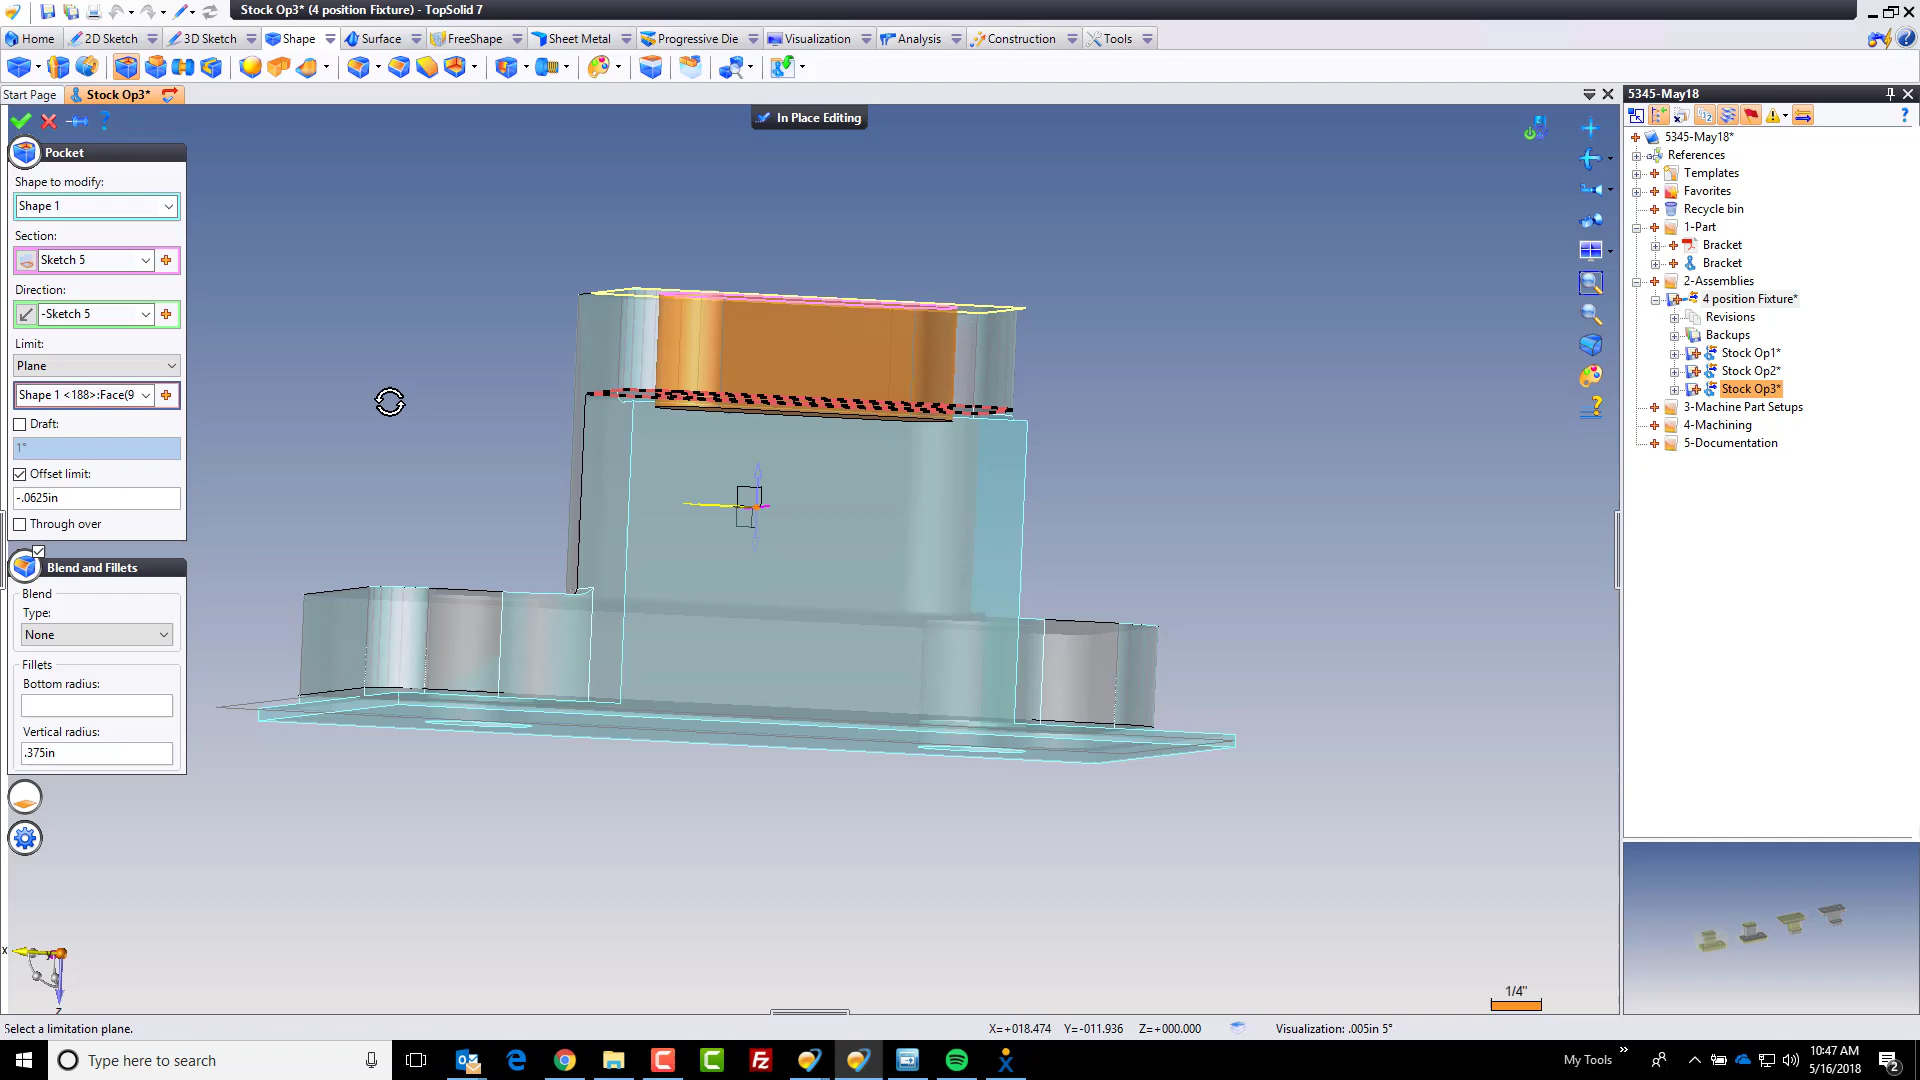 Stock Op3* (4 position Fixture) - TopSolid 7
Home
2D Sketch
3D Sketch
Shape
Surface
FreeShape
Sheet Metal
Progressive Die
Visualization
Analysis
Construction
Tools
Start Page
Stock Op3*
In Place Editing
Pocket
Shape to modify:
Shape 1
Section:
Sketch 5
Direction:
-Sketch 5
Limit:
Plane
Shape 1 <188>:Face(9
Draft:
1°
Offset limit:
-.0625in
Through over
Blend and Fillets
Blend
Type:
None
Fillets
Bottom radius:
Vertical radius:
.375in
X
Z
1/4"
5345-May18
5345-May18*
References
Templates
Favorites
Recycle bin
1-Part
Bracket
Bracket
2-Assemblies
4 position Fixture*
Revisions
Backups
Stock Op1*
Stock Op2*
Stock Op3*
3-Machine Part Setups
4-Machining
5-Documentation
Select a limitation plane.
X=+018.474 Y=-011.936 Z=+000.000
Visualization: .005in 5°
Type here to search
My Tools
10:47 AM
5/16/2018
2